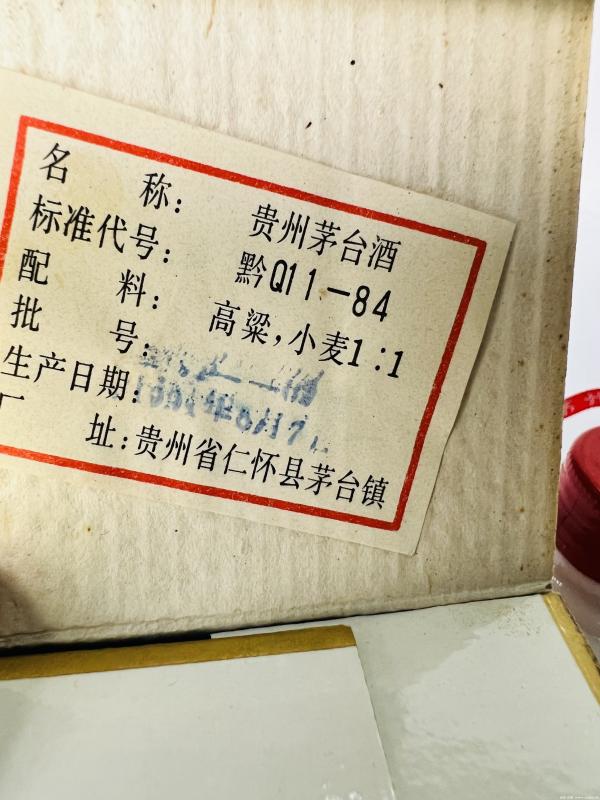 名 称: 贵州茅台酒
标准代号: 黔Q11-84
配 料: 高粱,小麦1:1
批 号:
生产日期:
厂 址: 贵州省仁怀县茅台镇